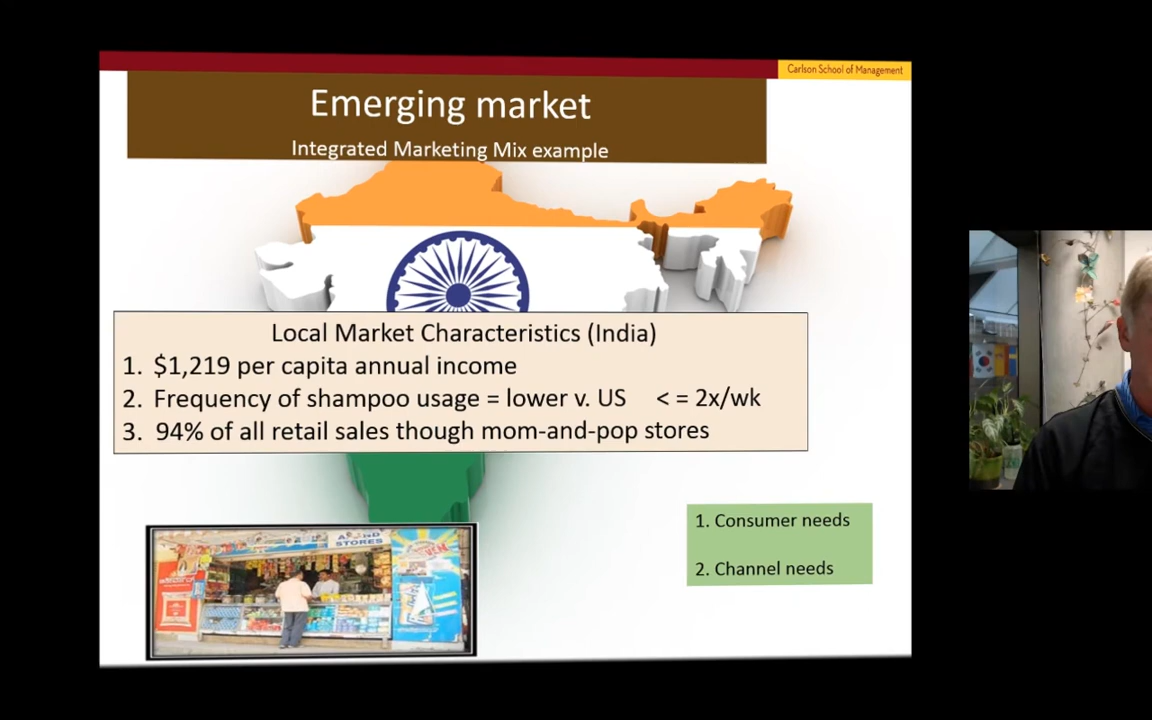 Carlson School of Management
Emerging market
Integrated Marketing Mix example
Local Market Characteristics (India)
1. $1,219 per capita annual income
2. Frequency of shampoo usage = lower v. US < = 2x/wk
3. 94% of all retail sales though mom-and-pop stores
1. Consumer needs
2. Channel needs
STORES